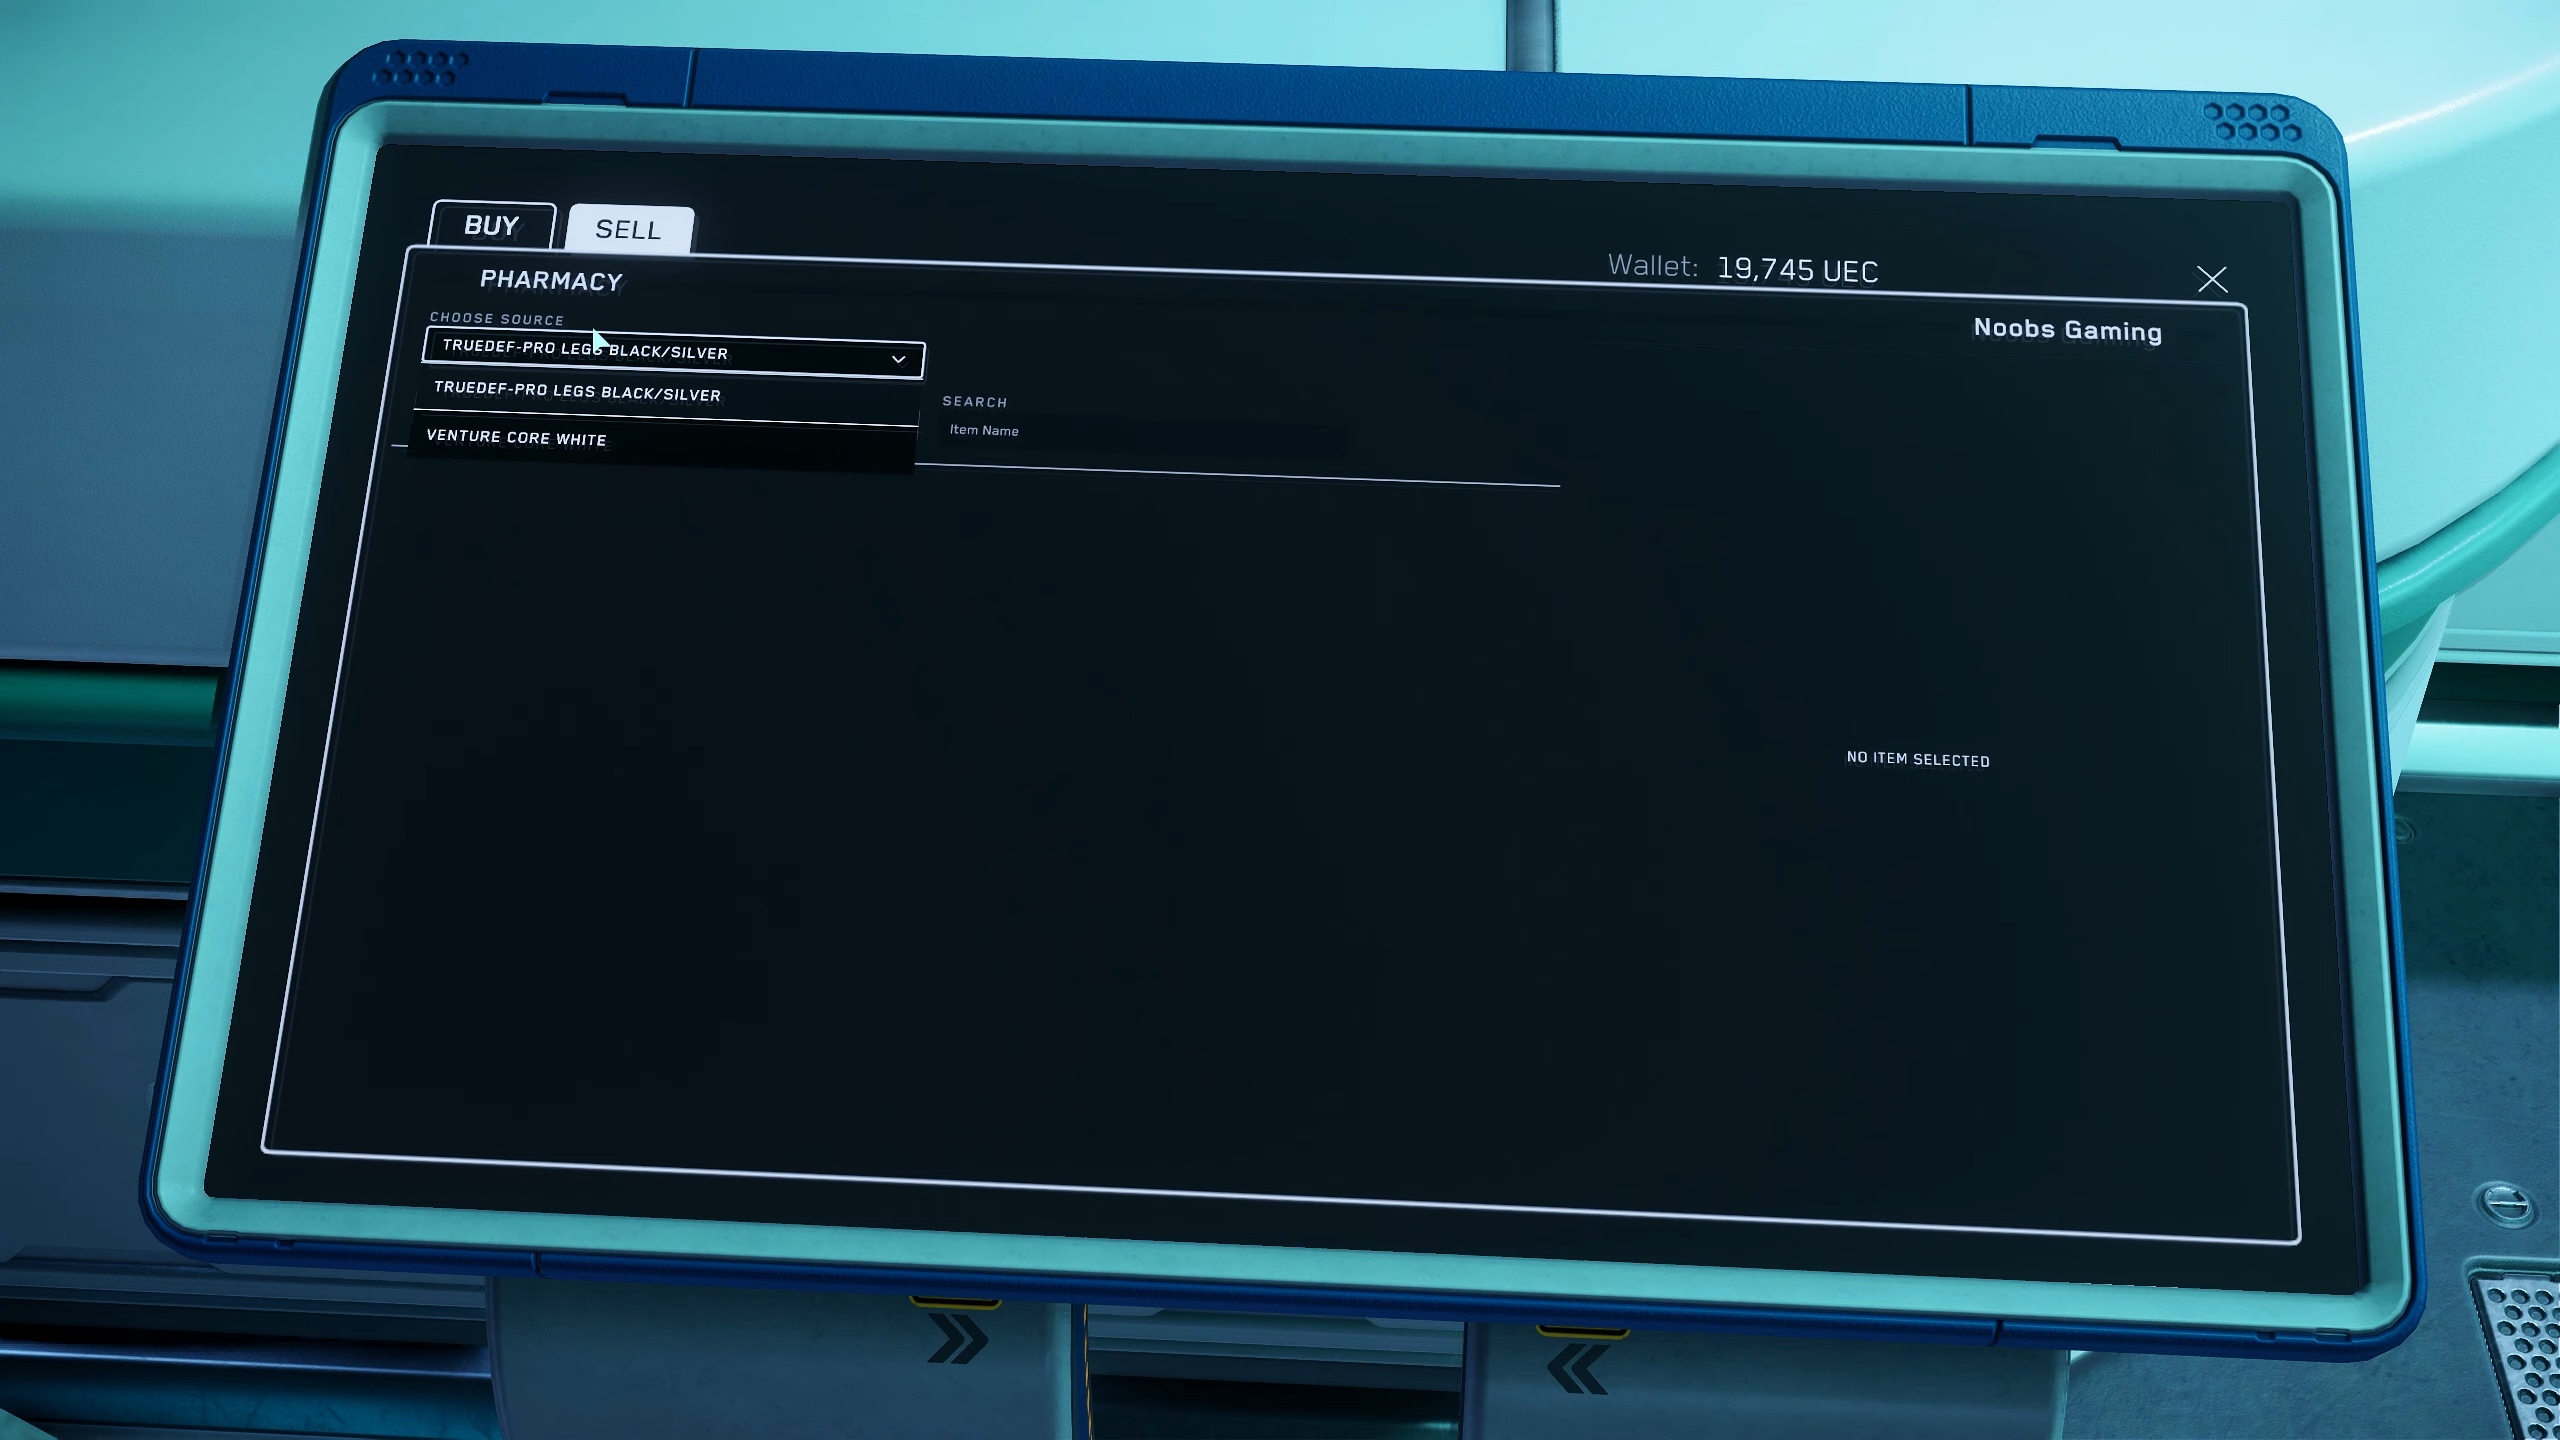 BUY
SELL
Wallet: 19,745 UEC
PHARMACY
Noobs Gaming
CHOOSE SOURCE
TRUEDEF-PRO LEGS BLACK/SILVER
TRUEDEF-PRO LEGS BLACK/SILVER
VENTURE CORE WHITE
SEARCH
Item Name
NO ITEM SELECTED